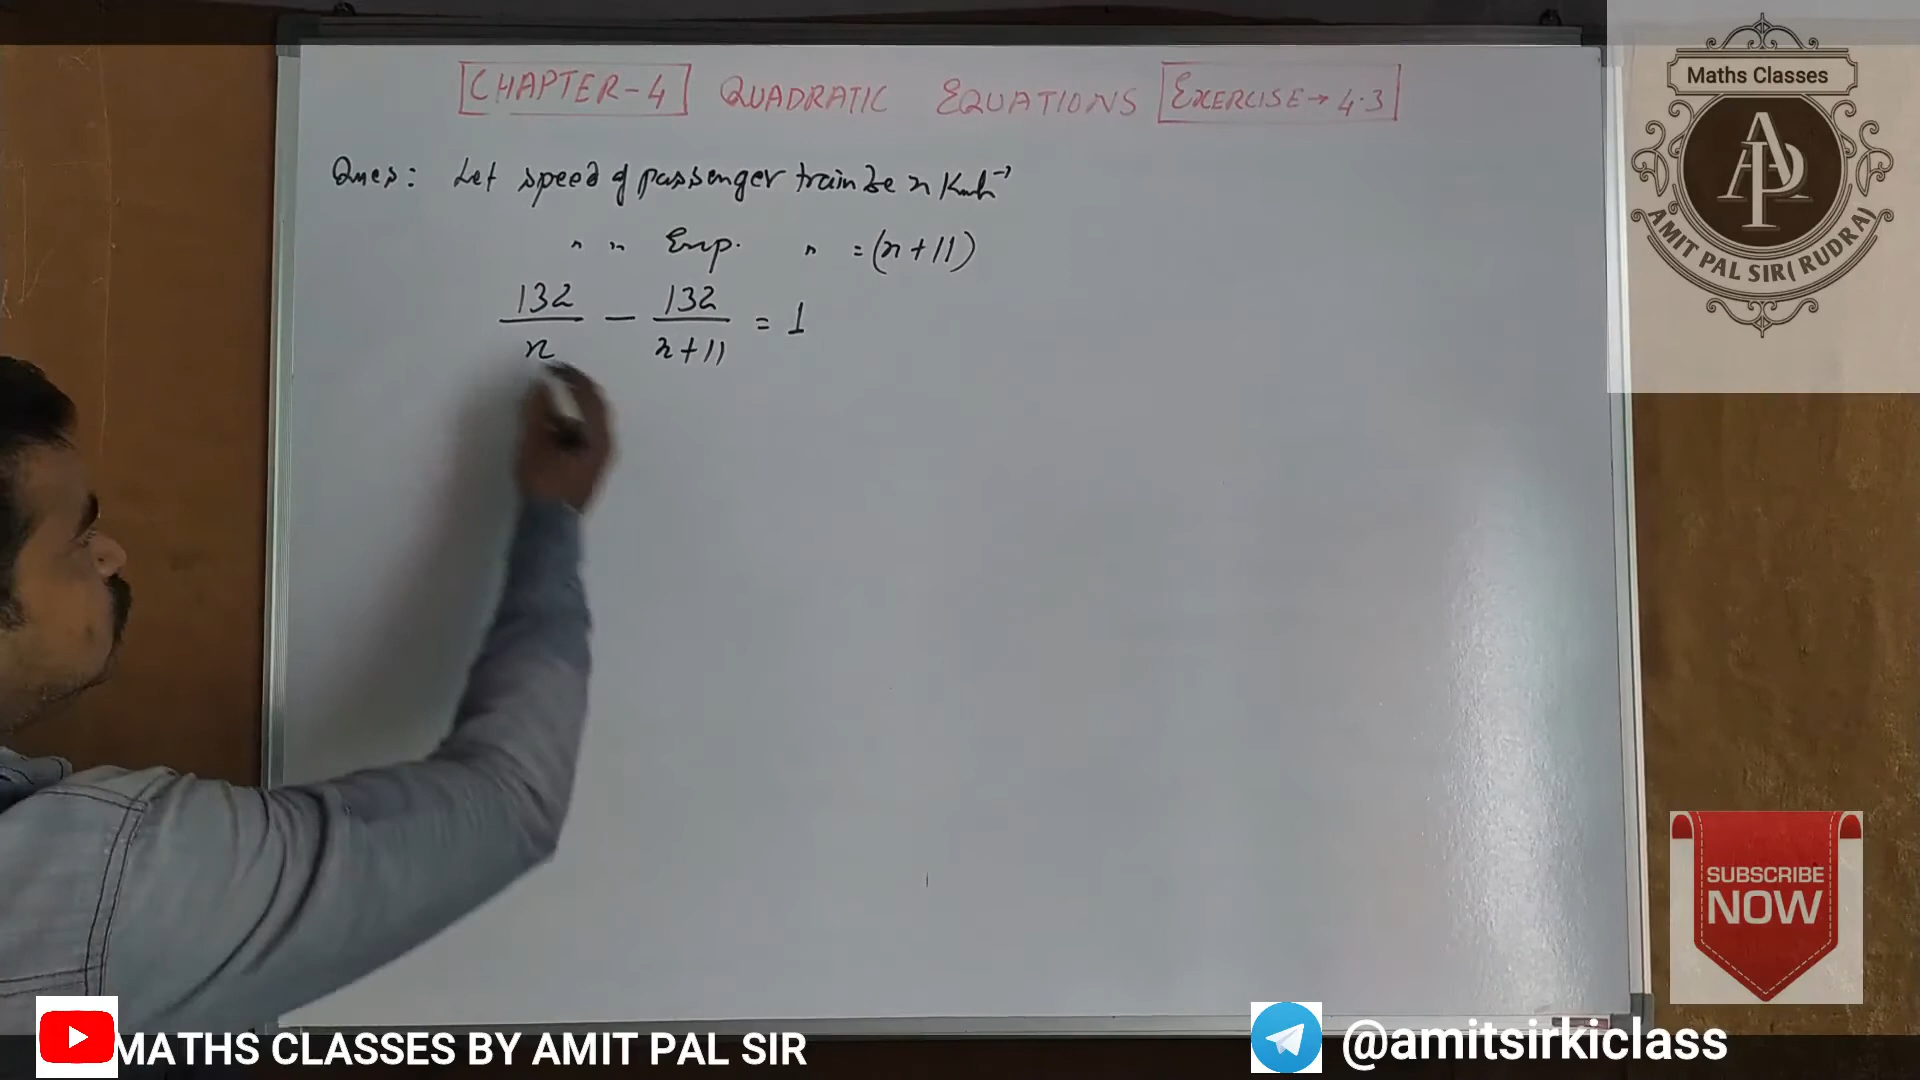 CHAPTER-4 QUADRATIC EQUATIONS EXERCISE→ 4.3
Ques: Let speed of passenger train be x Kmh⁻¹
" " Exp. " = (x+11)
132/x - 132/x+11 = 1
Maths Classes
AP
AMIT PAL SIR( RUDRA)
SUBSCRIBE
NOW
MATHS CLASSES BY AMIT PAL SIR
@amitsirkiclass